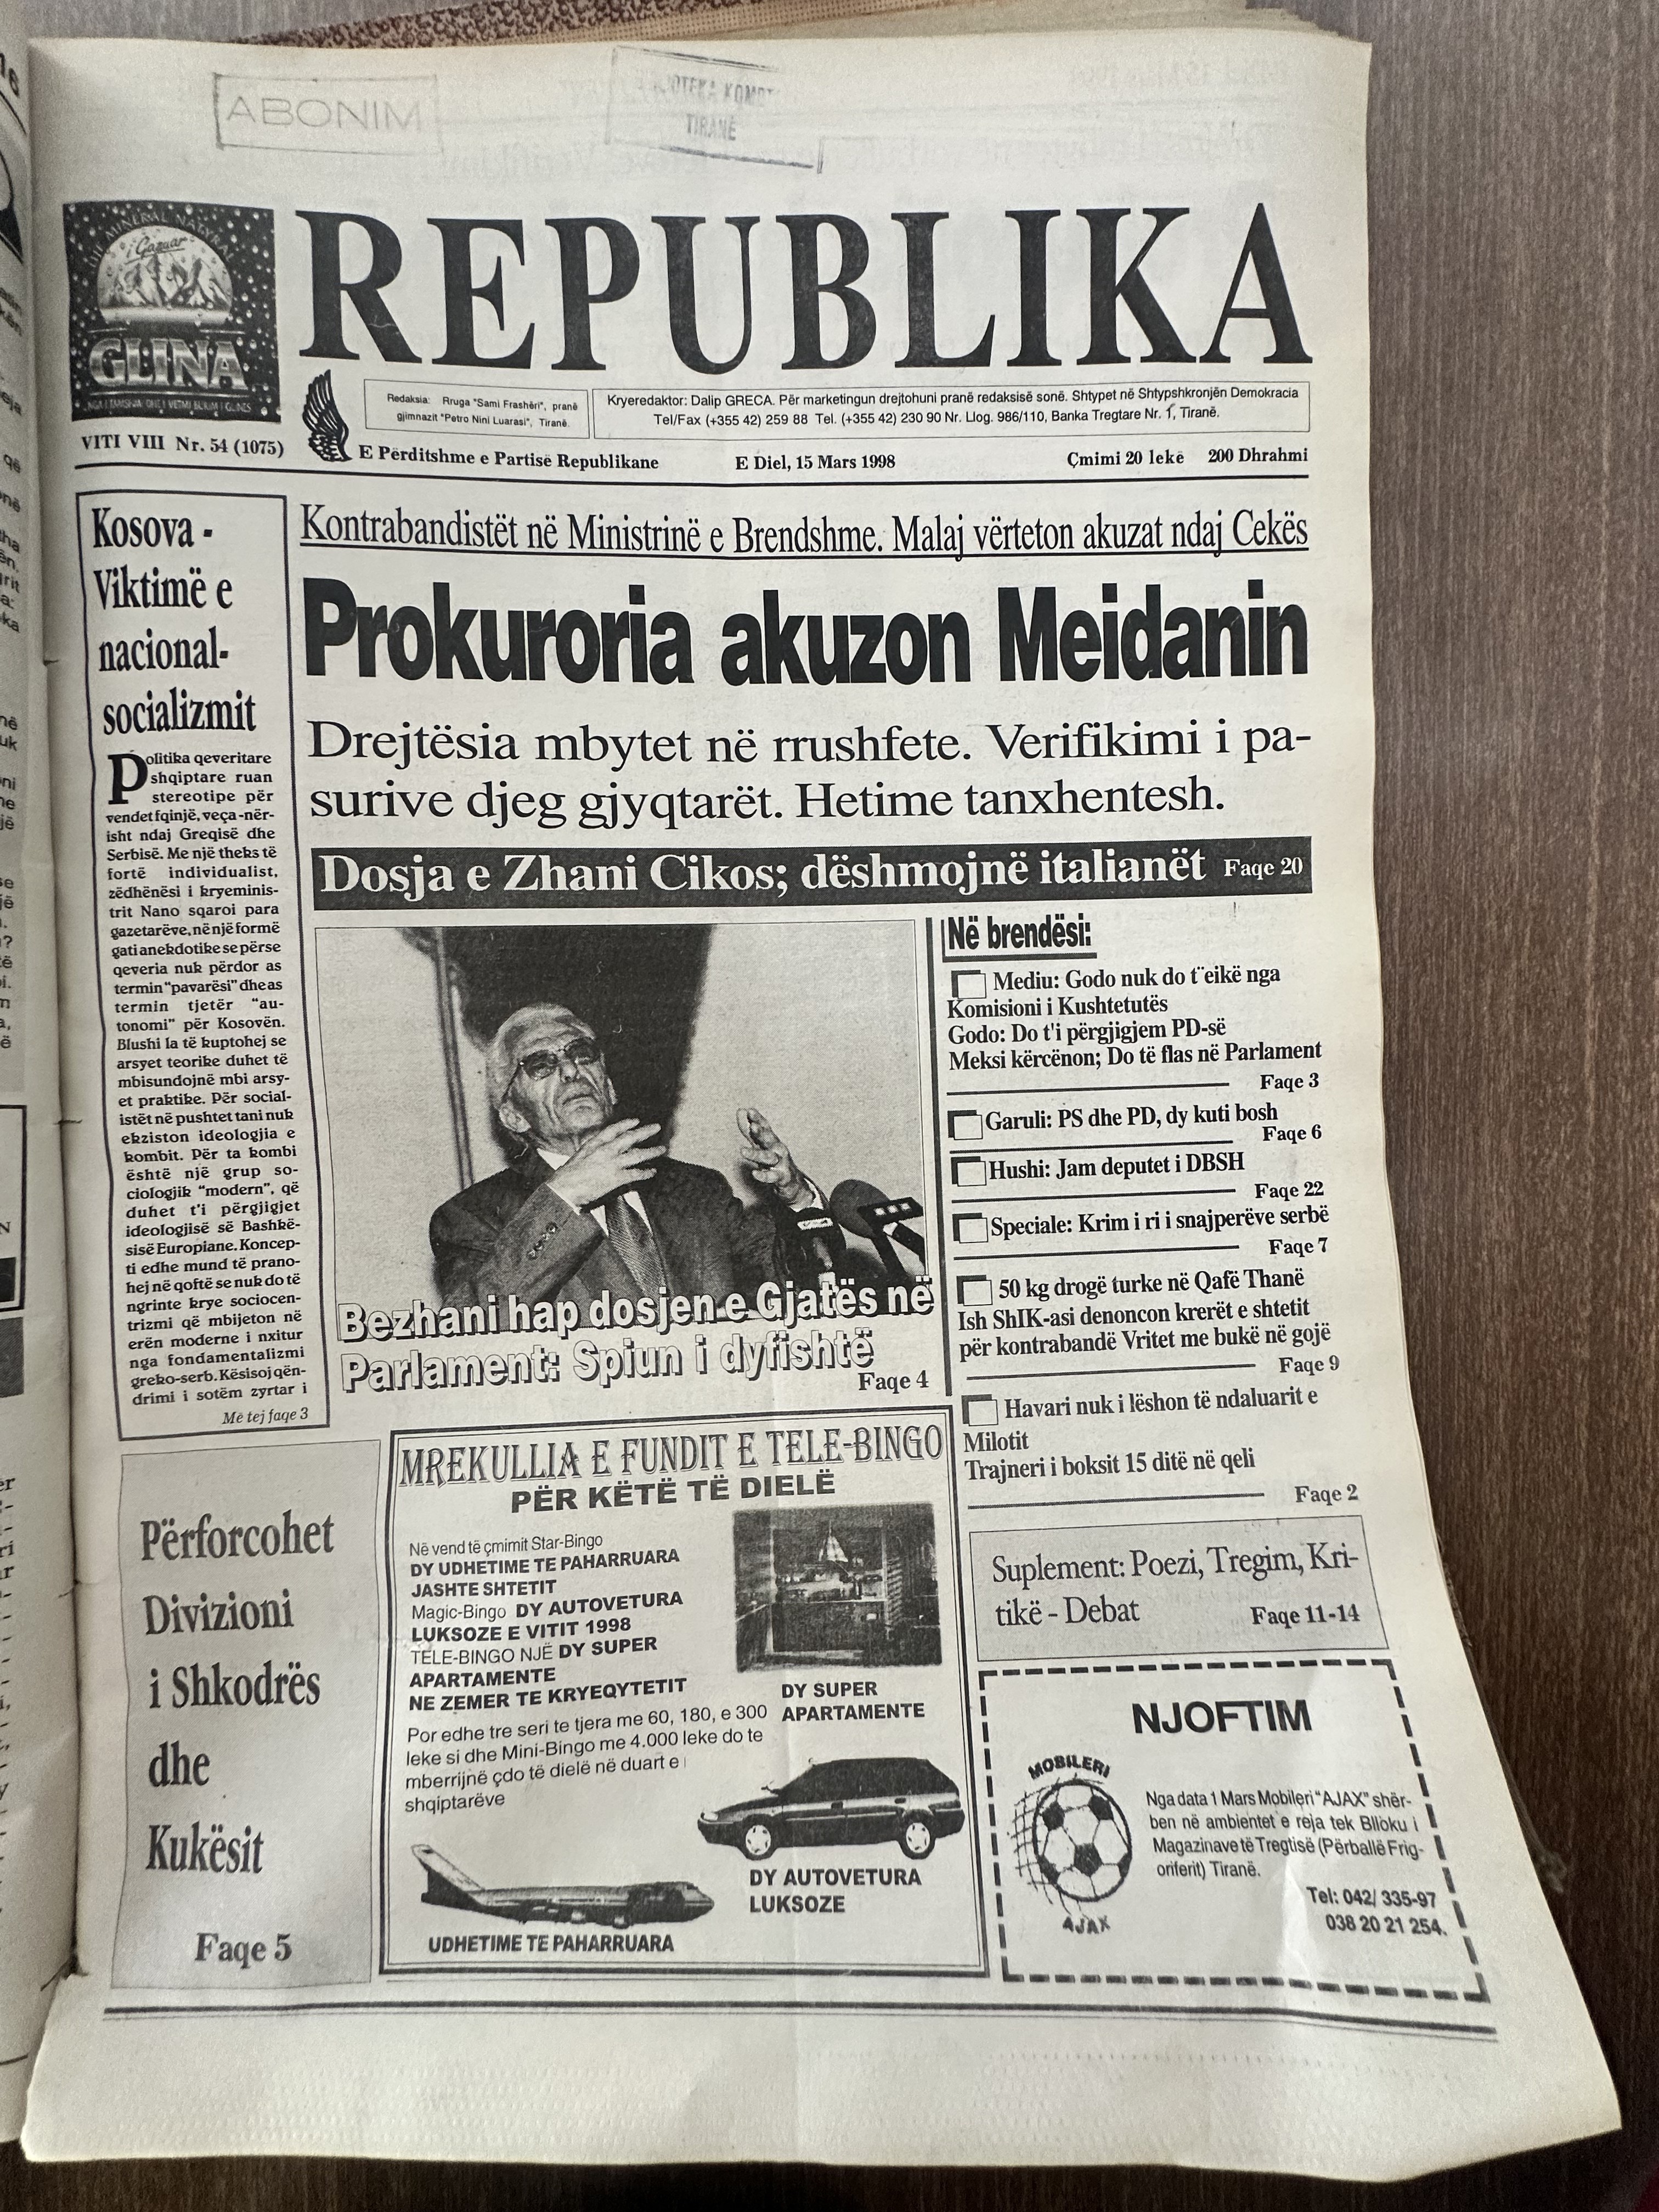 ABONIM
TIRANË
REPUBLIKA
UJË MINERAL NATYRAL
i Gazuar
GLINA
VITI VIII Nr. 54 (1075)
Redaksia: Rruga "Sami Frashëri", pranë
gjimnazit "Petro Nini Luarasi", Tiranë.
Kryeredaktor: Dalip GRECA. Për marketingun drejtohuni pranë redaksisë sonë. Shtypet në Shtypshkronjën Demokracia
Tel/Fax (+355 42) 259 88 Tel. (+355 42) 230 90 Nr. Llog. 986/110, Banka Tregtare Nr. 1, Tiranë.
E Përditshme e Partisë Republikane
E Diel, 15 Mars 1998
Çmimi 20 lekë 200 Dhrahmi
Kosova -
Viktimë e
nacional-
socializmit
Politika qeveritare
shqiptare ruan
stereotipe për
vendet fqinjë, veça-nër-
isht ndaj Greqisë dhe
Serbisë. Me një theks të
fortë individualist,
zëdhënësi i kryeminis-
trit Nano sqaroi para
gazetarëve, në një formë
gati anekdotike se përse
qeveria nuk përdor as
termin "pavarësi" dhe as
termin tjetër "au-
tonomi" për Kosovën.
Blushi la të kuptohej se
arsyet teorike duhet të
mbisundojnë mbi arsy-
et praktike. Për social-
istët në pushtet tani nuk
ekziston ideologjia e
kombit. Për ta kombi
është një grup so-
ciologjik "modern", që
duhet t'i përgjigjet
ideologjisë së Bashkë-
sisë Europiane. Koncep-
ti edhe mund të prano-
hej në qoftë se nuk do të
ngrinte krye sociocen-
trizmi që mbijeton në
erën moderne i nxitur
nga fondamentalizmi
greko-serb. Kësisoj qën-
drimi i sotëm zyrtar i
Më tej faqe 3
Kontrabandistët në Ministrinë e Brendshme. Malaj vërteton akuzat ndaj Cekës
Prokuroria akuzon Meidanin
Drejtësia mbytet në rrushfete. Verifikimi i pa-
surive djeg gjyqtarët. Hetime tanxhentesh.
Dosja e Zhani Cikos; dëshmojnë italianët Faqe 20
Bezhani hap dosjen e Gjatës në
Parlament: Spiun i dyfishtë
Faqe 4
Në brendësi:
Mediu: Godo nuk do t¨eikë nga
Komisioni i Kushtetutës
Godo: Do t'i përgjigjem PD-së
Meksi kërcënon; Do të flas në Parlament
Faqe 3
Garuli: PS dhe PD, dy kuti bosh
Faqe 6
Hushi: Jam deputet i DBSH
Faqe 22
Speciale: Krim i ri i snajperëve serbë
Faqe 7
50 kg drogë turke në Qafë Thanë
Ish ShIK-asi denoncon krerët e shtetit
për kontrabandë Vritet me bukë në gojë
Faqe 9
Havari nuk i lëshon të ndaluarit e
Milotit
Trajneri i boksit 15 ditë në qeli
Faqe 2
Suplement: Poezi, Tregim, Kri-
tikë - Debat
Faqe 11-14
Përforcohet
Divizioni
i Shkodrës
dhe
Kukësit
Faqe 5
MREKULLIA E FUNDIT E TELE-BINGO
PËR KËTË TË DIELË
Në vend të çmimit Star-Bingo
DY UDHETIME TE PAHARRUARA
JASHTE SHTETIT
Magic-Bingo DY AUTOVETURA
LUKSOZE E VITIT 1998
TELE-BINGO NJË DY SUPER
APARTAMENTE
NE ZEMER TE KRYEQYTETIT
Por edhe tre seri te tjera me 60, 180, e 300
leke si dhe Mini-Bingo me 4.000 leke do te
mberrijnë çdo të dielë në duart e
shqiptarëve
DY SUPER
APARTAMENTE
DY AUTOVETURA
LUKSOZE
UDHETIME TE PAHARRUARA
NJOFTIM
MOBILERI
AJAX
Nga data 1 Mars Mobileri "AJAX" shër-
ben në ambientet e reja tek Blloku i
Magazinave të Tregtisë (Përballë Frig-
oriferit) Tiranë.
Tel: 042/ 335-97
038 20 21 254.